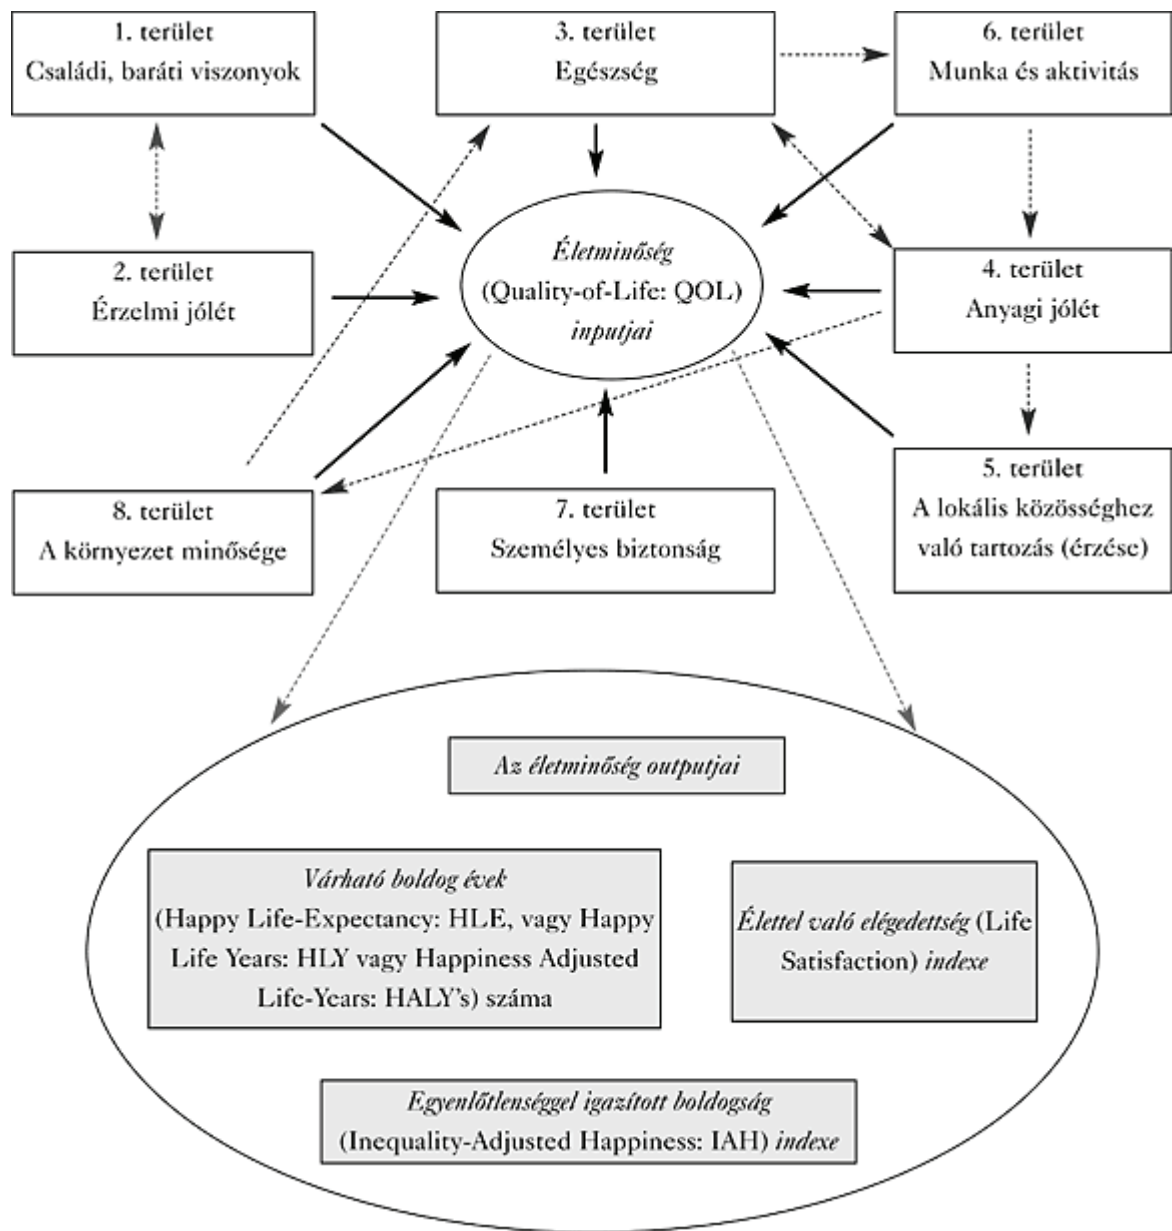 1. terület
Családi, baráti viszonyok
3. terület
Egészség
6. terület
Munka és aktivitás
2. terület
Érzelmi jólét
Életminőség
(Quality-of-Life: QOL)
inputjai
4. terület
Anyagi jólét
8. terület
A környezet minősége
7. terület
Személyes biztonság
5. terület
A lokális közösséghez
való tartozás (érzése)
Az életminőség outputjai
Várható boldog évek
(Happy Life-Expectancy: HLE, vagy Happy
Life Years: HLY vagy Happiness Adjusted
Life-Years: HALY's) száma
Élettel való elégedettség (Life
Satisfaction) indexe
Egyenlőtlenséggel igazított boldogság
(Inequality-Adjusted Happiness: IAH) indexe